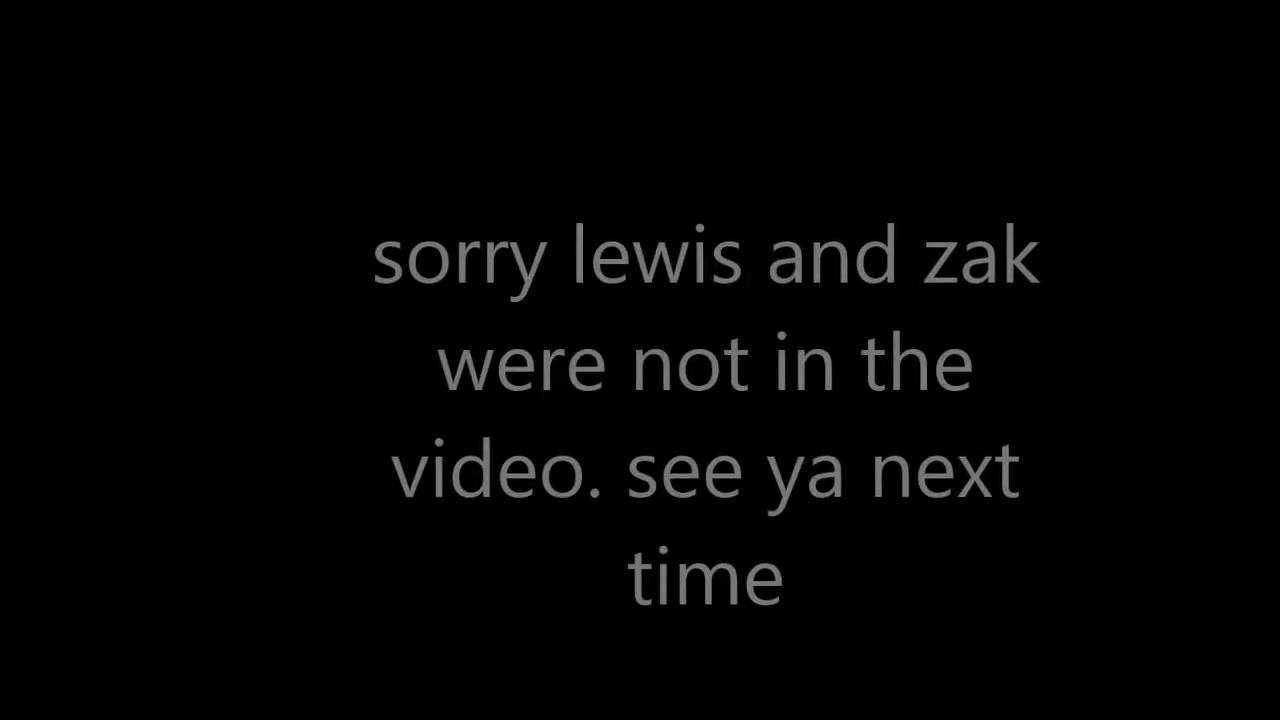 sorry lewis and zak
were not in the
video. see ya next
time